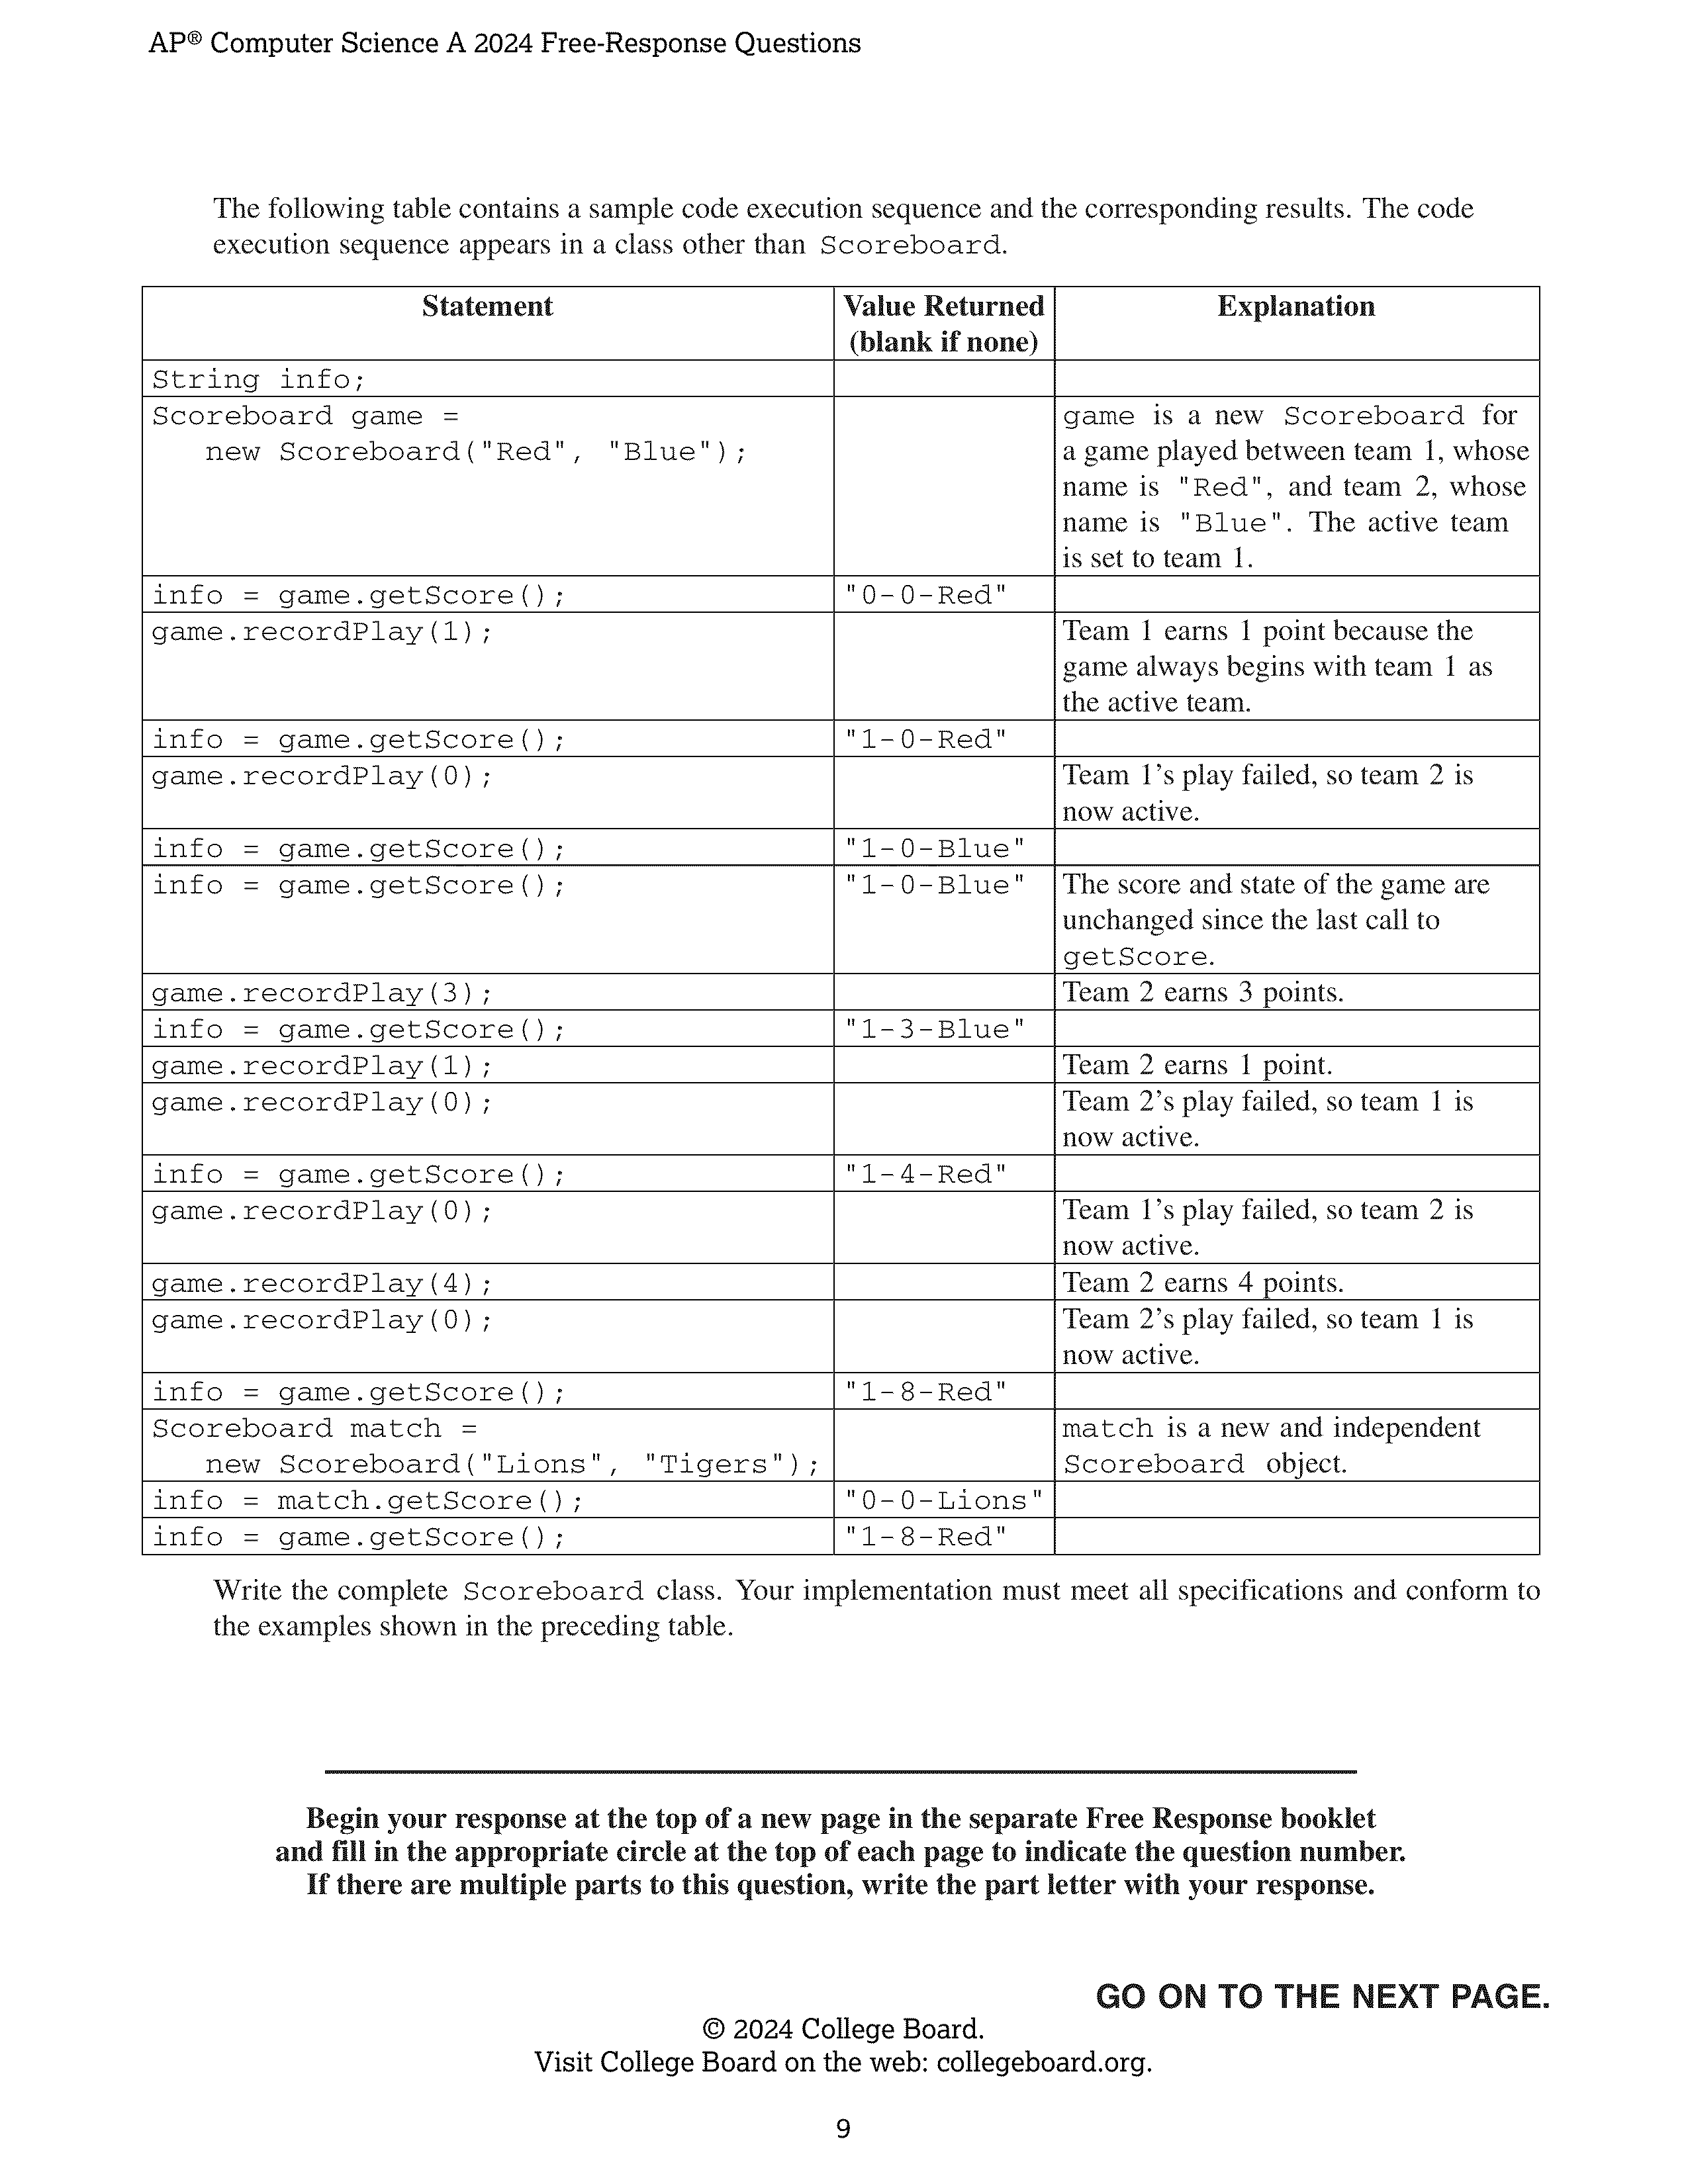 AP® Computer Science A 2024 Free-Response Questions
The following table contains a sample code execution sequence and the corresponding results. The code
execution sequence appears in a class other than Scoreboard.
Statement
Value Returned
(blank if none)
Explanation
String info;
Scoreboard game =
new Scoreboard("Red", "Blue");
game is a new Scoreboard for
a game played between team 1, whose
name is "Red", and team 2, whose
name is "Blue". The active team
is set to team 1.
info = game.getScore();
"0-0-Red"
game.recordPlay(1);
Team 1 earns 1 point because the
game always begins with team 1 as
the active team.
info = game.getScore();
"1-0-Red"
game.recordPlay(0);
Team 1's play failed, so team 2 is
now active.
info = game.getScore();
"1-0-Blue"
info = game.getScore();
"1-0-Blue"
The score and state of the game are
unchanged since the last call to
getScore.
game.recordPlay(3);
Team 2 earns 3 points.
info = game.getScore();
"1-3-Blue"
game.recordPlay(1);
Team 2 earns 1 point.
game.recordPlay(0);
Team 2's play failed, so team 1 is
now active.
info = game.getScore();
"1-4-Red"
game.recordPlay(0);
Team 1's play failed, so team 2 is
now active.
game.recordPlay(4);
Team 2 earns 4 points.
game.recordPlay(0);
Team 2's play failed, so team 1 is
now active.
info = game.getScore();
"1-8-Red"
Scoreboard match =
new Scoreboard("Lions", "Tigers");
match is a new and independent
Scoreboard object.
info = match.getScore();
"0-0-Lions"
info = game.getScore();
"1-8-Red"
Write the complete Scoreboard class. Your implementation must meet all specifications and conform to
the examples shown in the preceding table.
Begin your response at the top of a new page in the separate Free Response booklet
and fill in the appropriate circle at the top of each page to indicate the question number.
If there are multiple parts to this question, write the part letter with your response.
GO ON TO THE NEXT PAGE.
© 2024 College Board.
Visit College Board on the web: collegeboard.org.
9